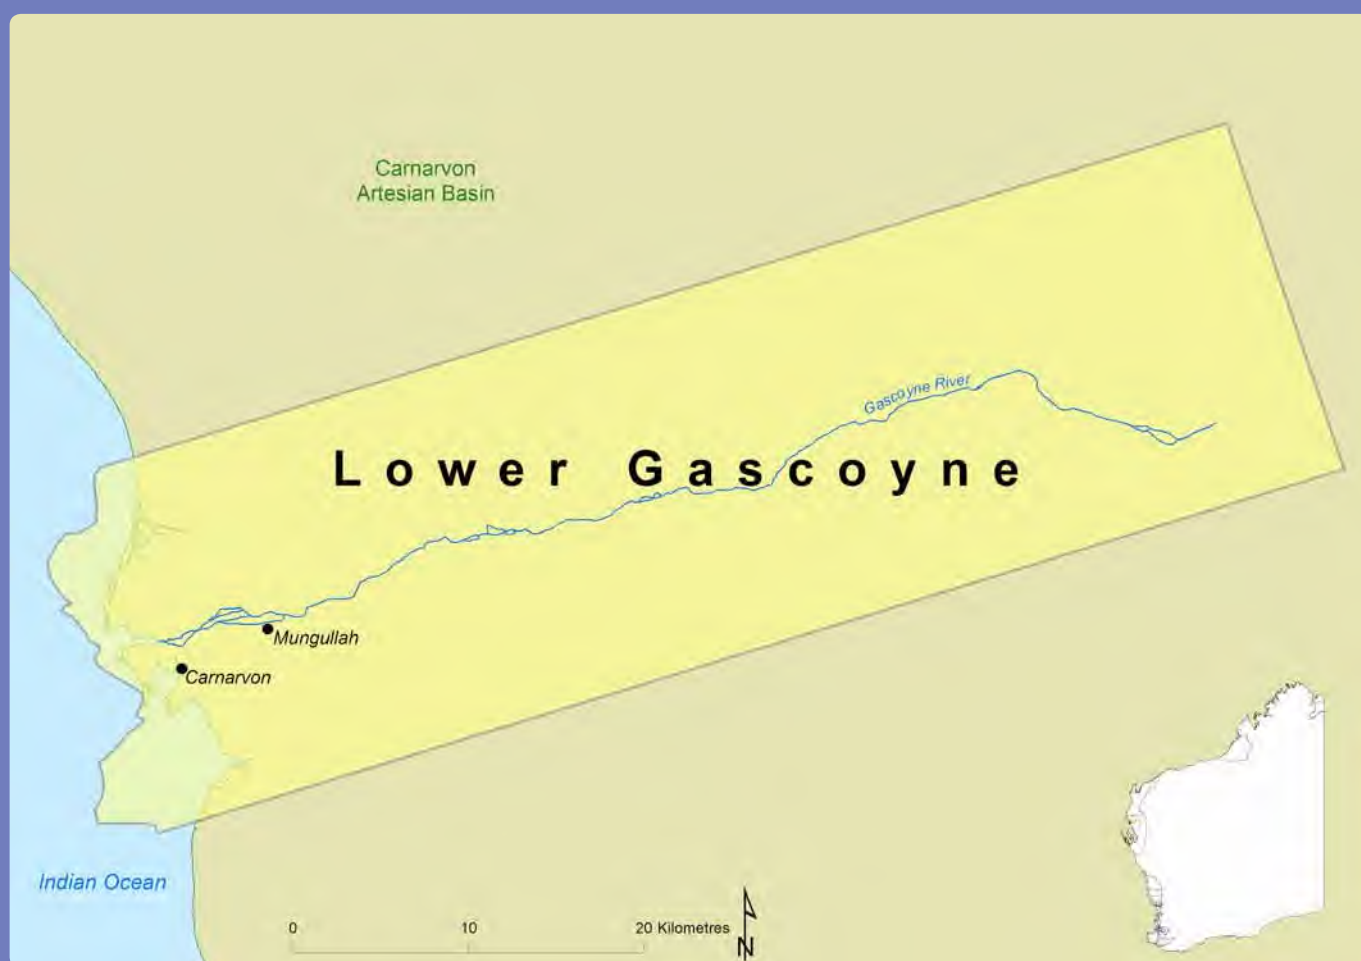 Carnarvon
Artesian Basin
Gascoyne River
Lower Gascoyne
Mungullah
Carnarvon
Indian Ocean
0 10 20 Kilometres
N